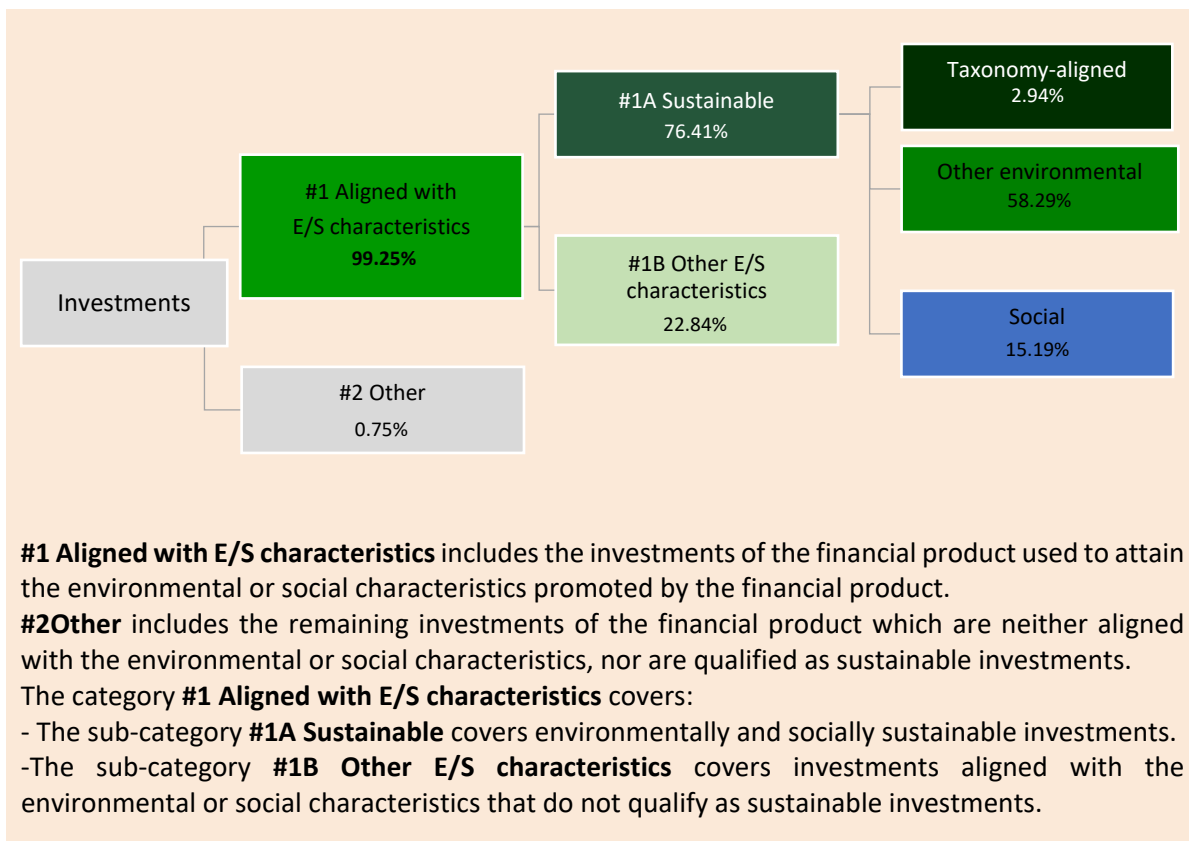 Investments
#1 Aligned with
E/S characteristics
99.25%
#2 Other
0.75%
#1A Sustainable
76.41%
#1B Other E/S
characteristics
22.84%
Taxonomy-aligned
2.94%
Other environmental
58.29%
Social
15.19%
#1 Aligned with E/S characteristics includes the investments of the financial product used to attain
the environmental or social characteristics promoted by the financial product.
#2Other includes the remaining investments of the financial product which are neither aligned
with the environmental or social characteristics, nor are qualified as sustainable investments.
The category #1 Aligned with E/S characteristics covers:
- The sub-category #1A Sustainable covers environmentally and socially sustainable investments.
-The sub-category #1B Other E/S characteristics covers investments aligned with the
environmental or social characteristics that do not qualify as sustainable investments.